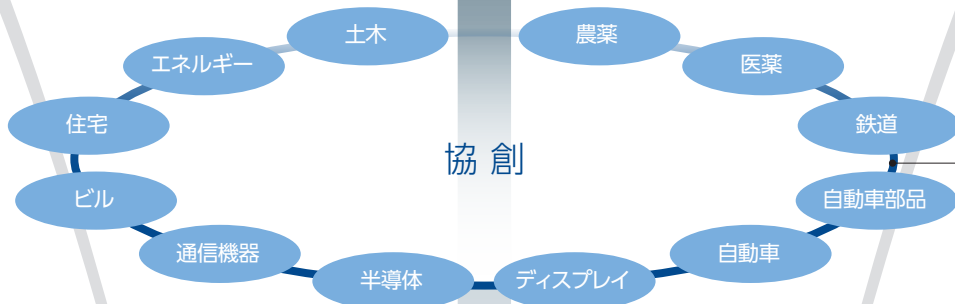 土木
農薬
エネルギー
医薬
住宅
鉄道
協創
ビル
自動車部品
通信機器
自動車
半導体
ディスプレイ